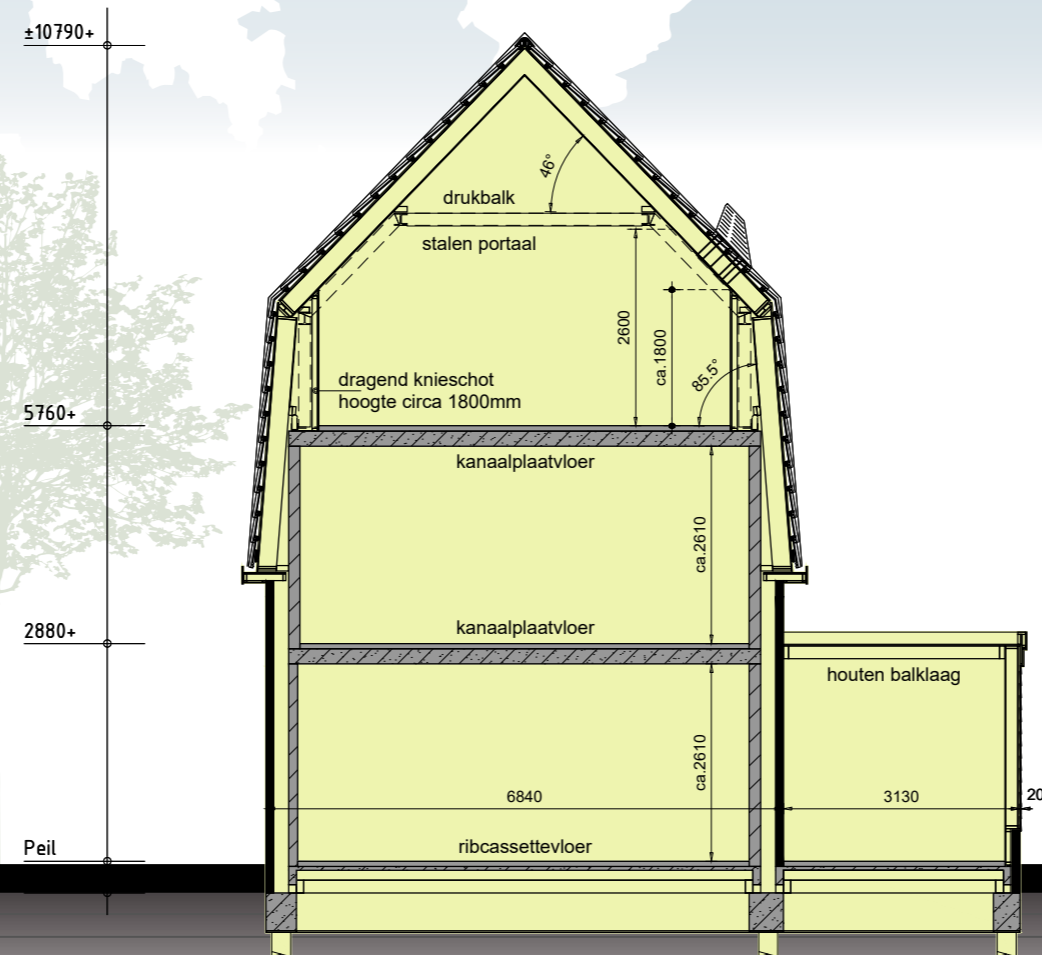 ±10790+
46°
drukbalk
stalen portaal
2600
ca.1800
85.5°
dragend knieschot
hoogte circa 1800mm
5760+
kanaalplaatvloer
ca.2610
kanaalplaatvloer
2880+
houten balklaag
ca.2610
6840
3130
20
ribcassettevloer
Peil